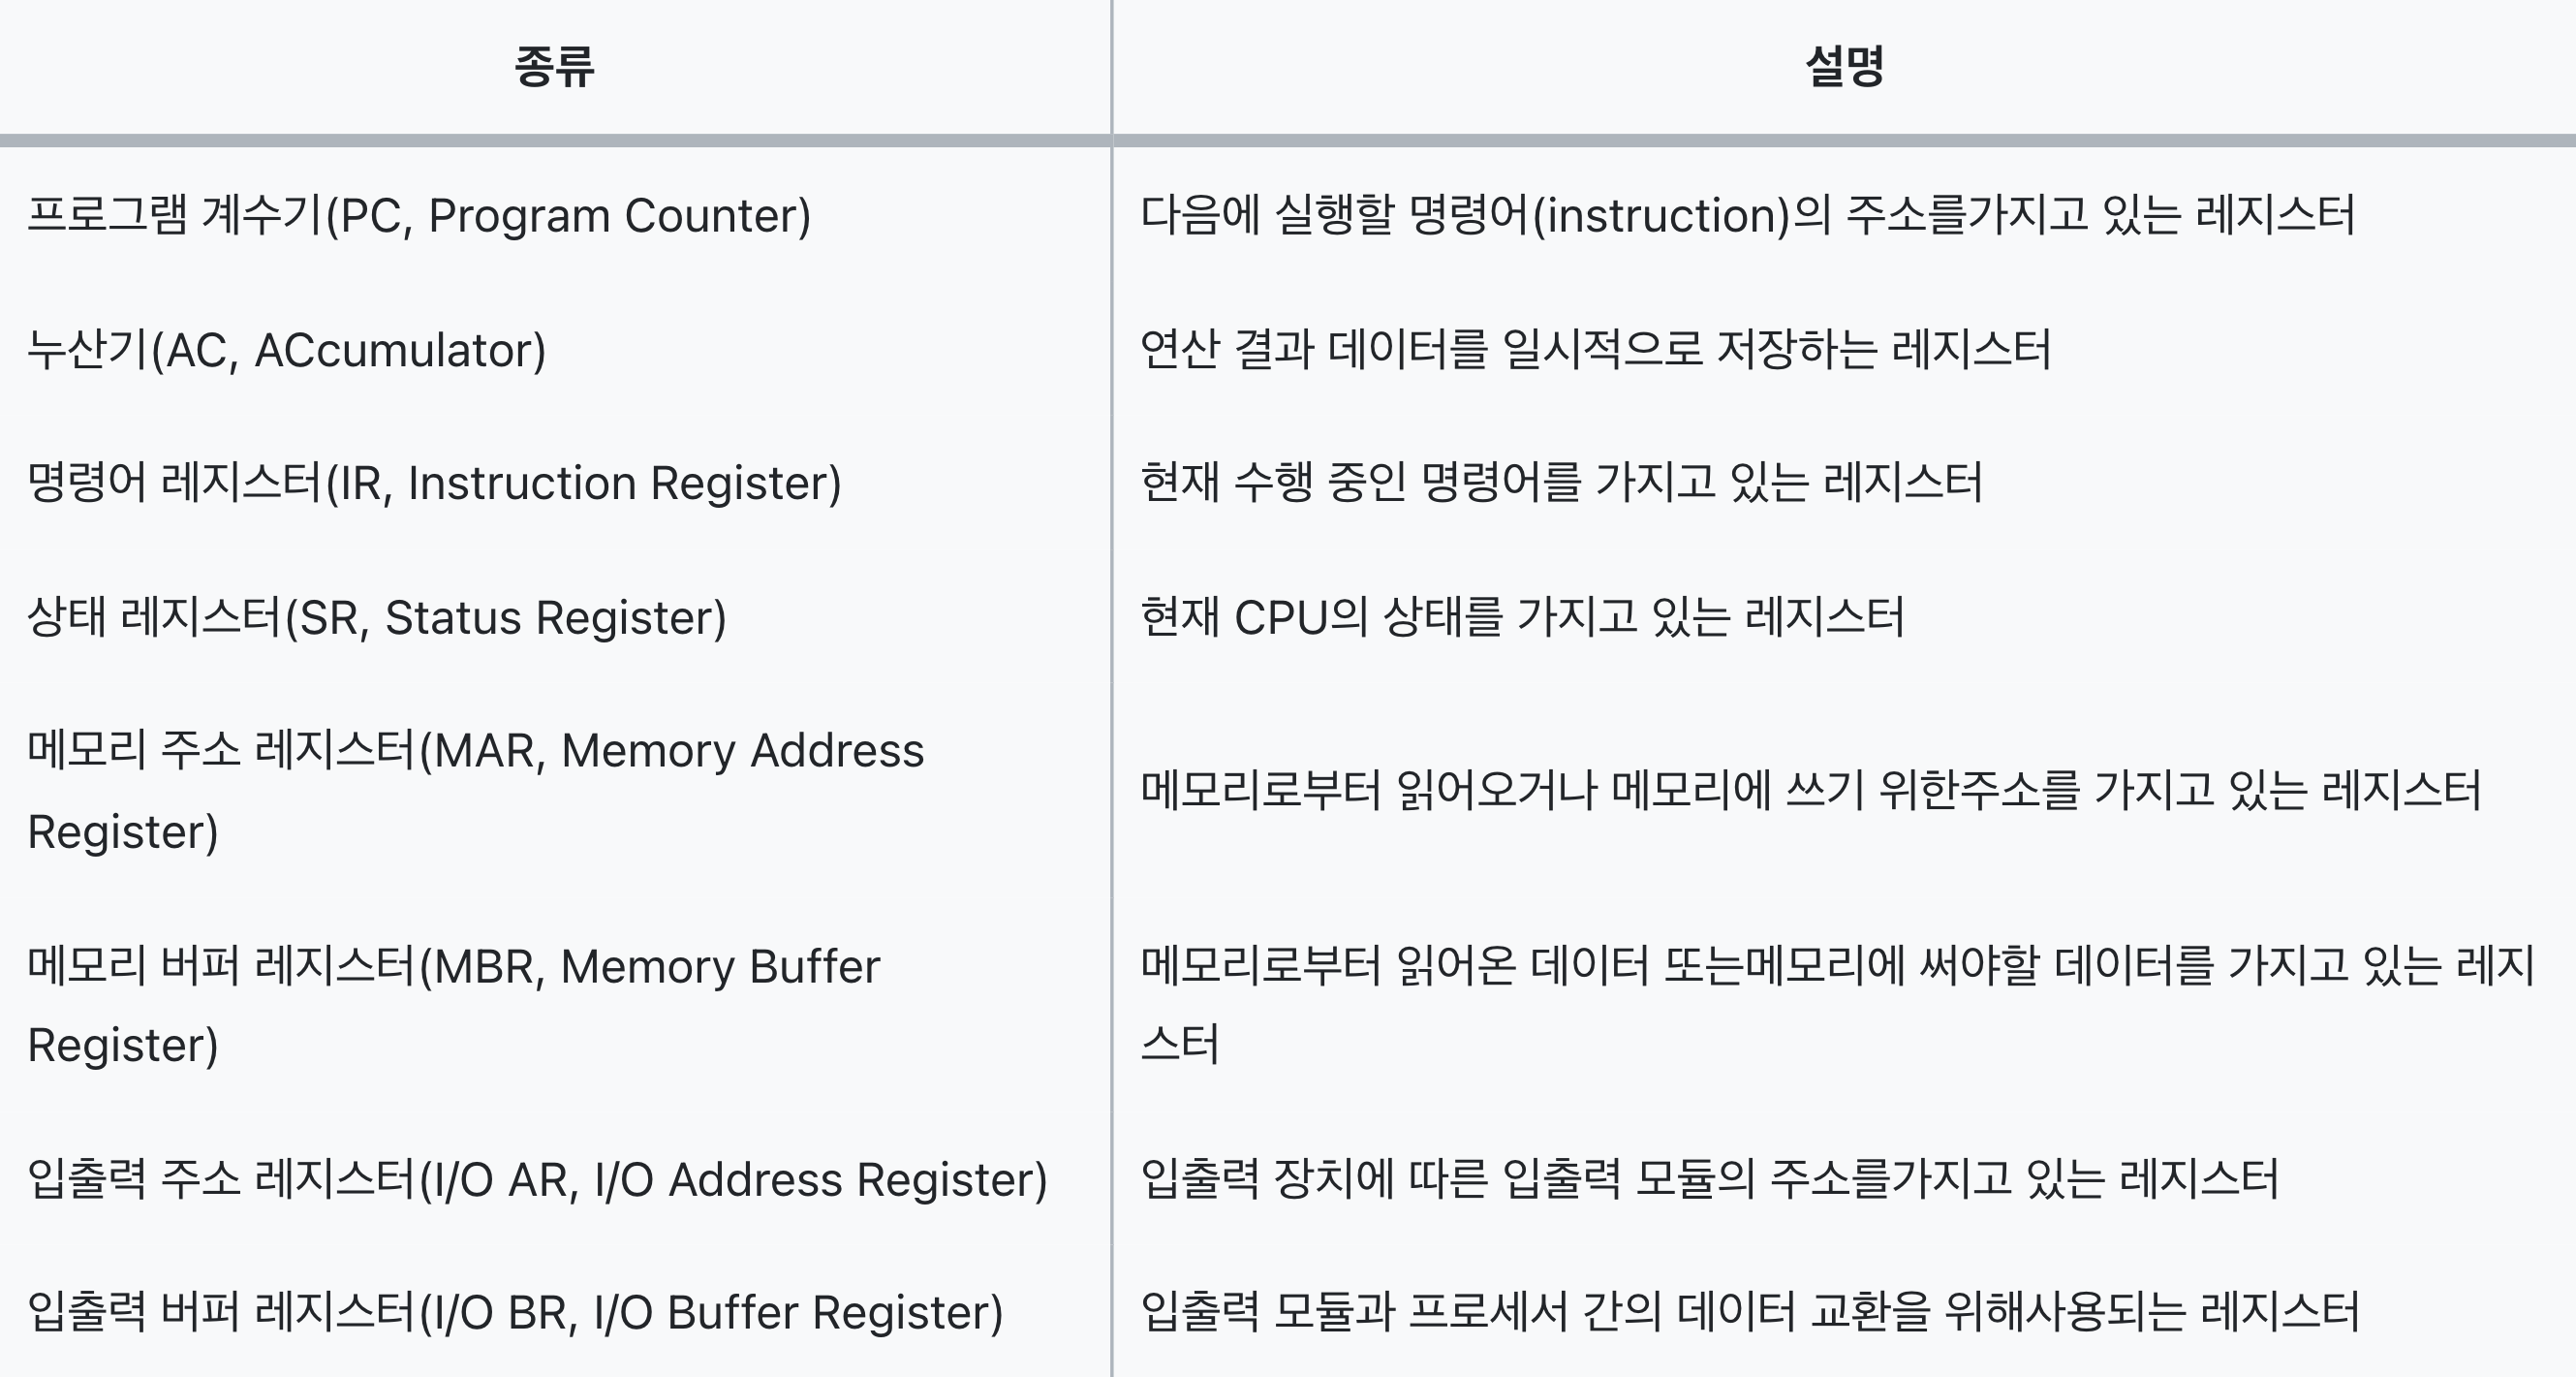 종류
설명
프로그램 계수기(PC, Program Counter)
다음에 실행할 명령어(instruction)의 주소를가지고 있는 레지스터
누산기(AC, ACcumulator)
연산 결과 데이터를 일시적으로 저장하는 레지스터
명령어 레지스터(IR, Instruction Register)
현재 수행 중인 명령어를 가지고 있는 레지스터
상태 레지스터(SR, Status Register)
현재 CPU의 상태를 가지고 있는 레지스터
메모리 주소 레지스터(MAR, Memory Address
Register)
메모리로부터 읽어오거나 메모리에 쓰기 위한주소를 가지고 있는 레지스터
메모리 버퍼 레지스터(MBR, Memory Buffer
Register)
메모리로부터 읽어온 데이터 또는메모리에 써야할 데이터를 가지고 있는 레지
스터
입출력 주소 레지스터(I/O AR, I/O Address Register)
입출력 장치에 따른 입출력 모듈의 주소를가지고 있는 레지스터
입출력 버퍼 레지스터(I/O BR, I/O Buffer Register)
입출력 모듈과 프로세서 간의 데이터 교환을 위해사용되는 레지스터